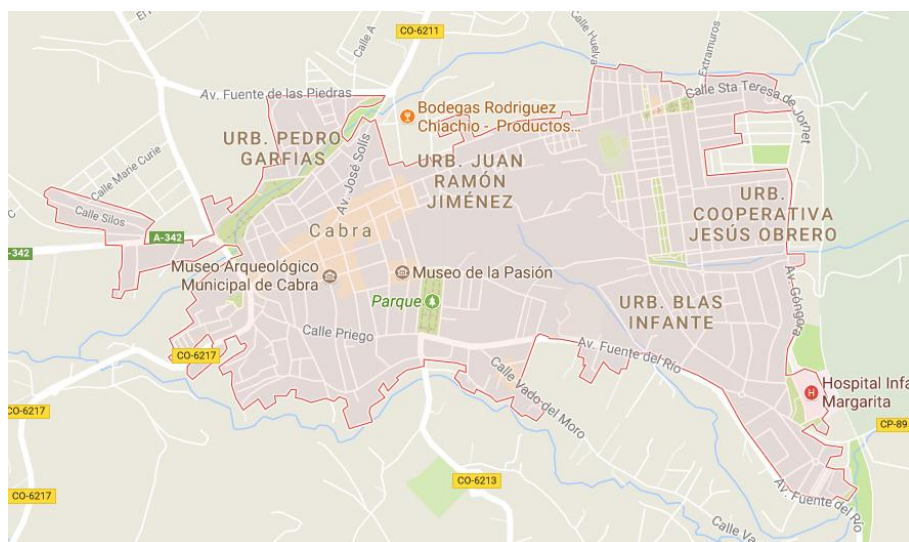 CO-6211
Calle A
Calle Huelva
Extramuros
Av. Fuente de las Piedras
Calle Sta Teresa de Jornet
Bodegas Rodriguez
Chiachio - Productos...
URB. PEDRO
GARFIAS
Av. José Solís
URB. JUAN
RAMÓN
JIMÉNEZ
Calle Marie Curie
Calle Silos
URB.
COOPERATIVA
JESÚS OBRERO
Cabra
A-342
-342
Museo Arqueológico
Municipal de Cabra
Museo de la Pasión
Parque
Av. Góngora
URB. BLAS
INFANTE
Calle Priego
CO-6217
Av. Fuente del Río
Calle Vado del Moro
Hospital Infa
Margarita
CO-6217
CP-89
CO-6213
CO-6217
Av. Fuente del Río
Calle Va